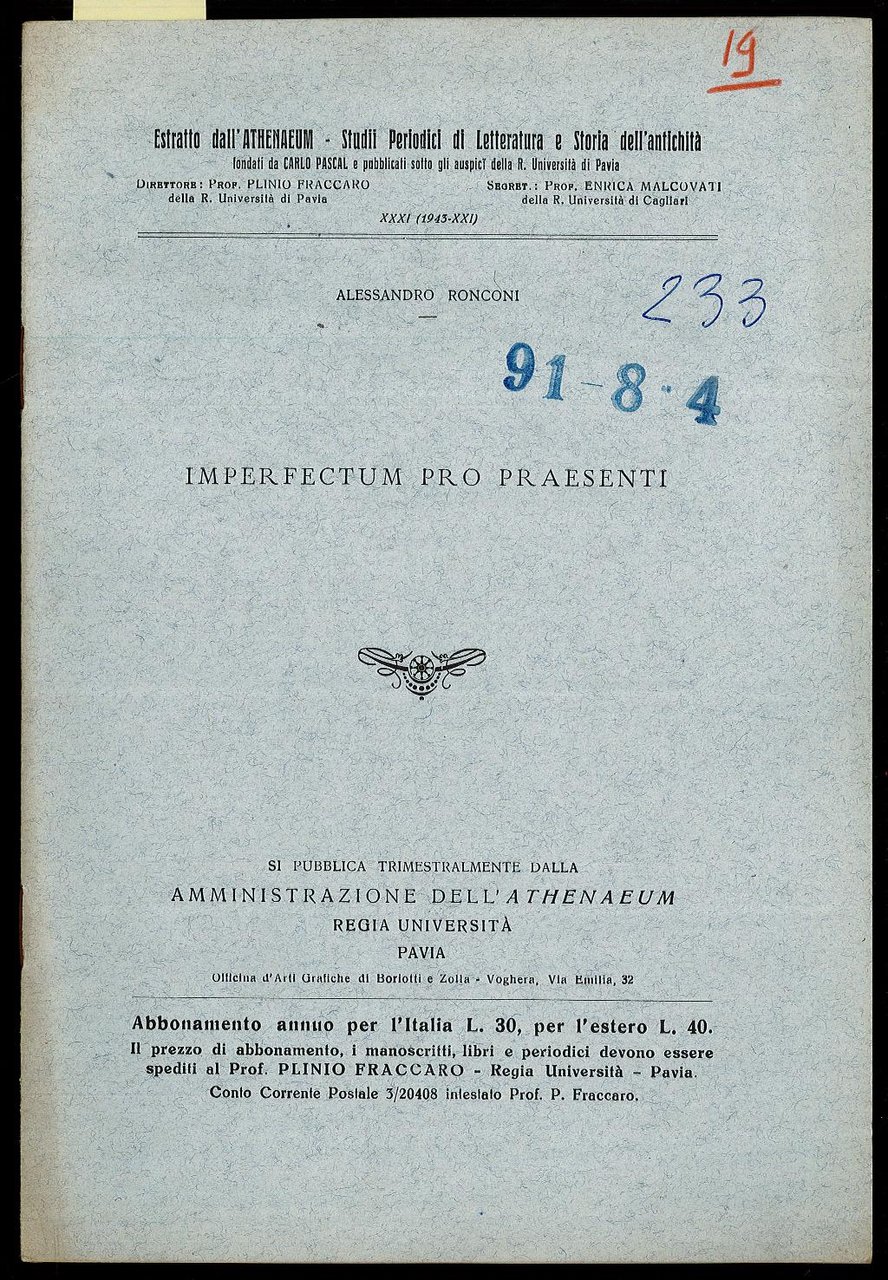 19
Estratto dall'ATHENAEUM - Studii Periodici di Letteratura e Storia dell'antichità
fondati da CARLO PASCAL e pubblicati sotto gli auspicî della R. Università di Pavia
DIRETTORE: PROF. PLINIO FRACCARO
della R. Università di Pavia
SEGRET.: PROF. ENRICA MALCOVATI
della R. Università di Cagliari
XXXI (1943-XXI)
ALESSANDRO RONCONI
233
91-8-4
IMPERFECTUM PRO PRAESENTI
SI PUBBLICA TRIMESTRALMENTE DALLA
AMMINISTRAZIONE DELL'ATHENAEUM
REGIA UNIVERSITÀ
PAVIA
Officina d'Arti Grafiche di Boriotti e Zolla - Voghera, Via Emilia, 32
Abbonamento annuo per l'Italia L. 30, per l'estero L. 40.
Il prezzo di abbonamento, i manoscritti, libri e periodici devono essere
spediti al Prof. PLINIO FRACCARO - Regia Università - Pavia.
Conto Corrente Postale 3/20408 intestato Prof. P. Fraccaro.